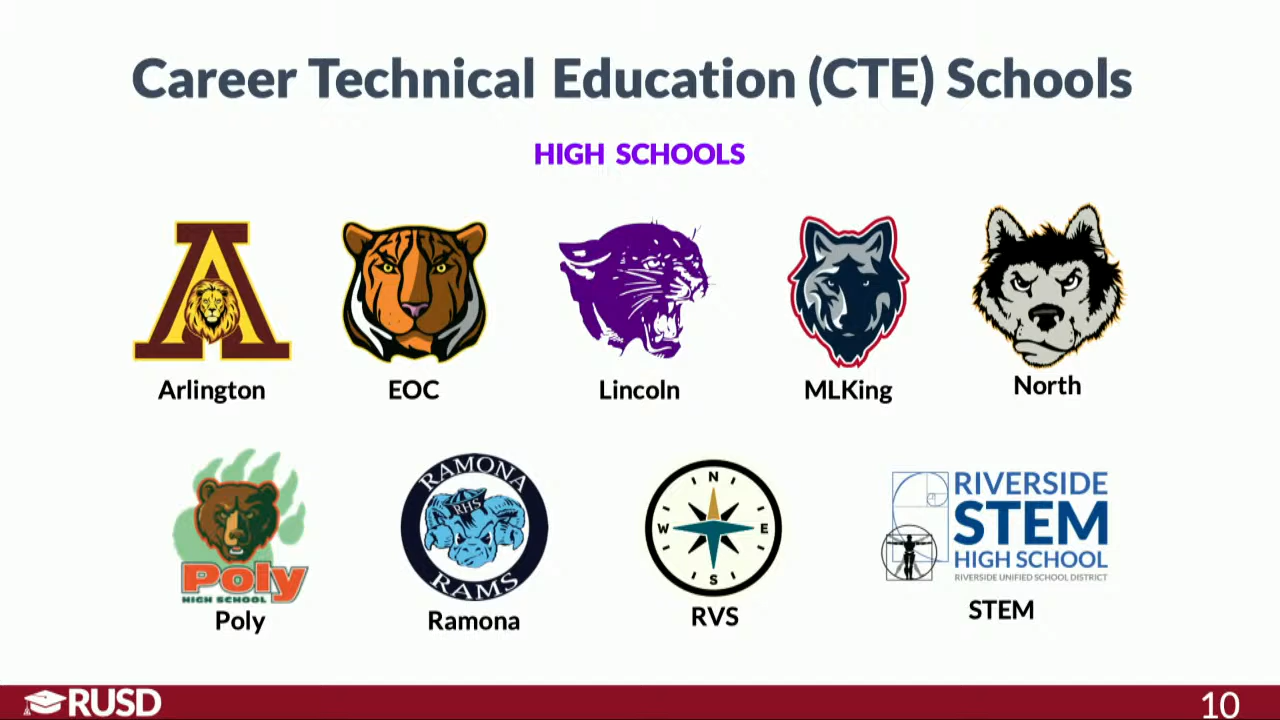 Career Technical Education (CTE) Schools
HIGH SCHOOLS
A
Arlington
EOC
Lincoln
MLKing
North
Poly
HIGH SCHOOL
Poly
RAMONA
RHS
RAMS
Ramona
N
W E
S
RVS
RIVERSIDE
STEM
HIGH SCHOOL
RIVERSIDE UNIFIED SCHOOL DISTRICT
STEM
RUSD
10